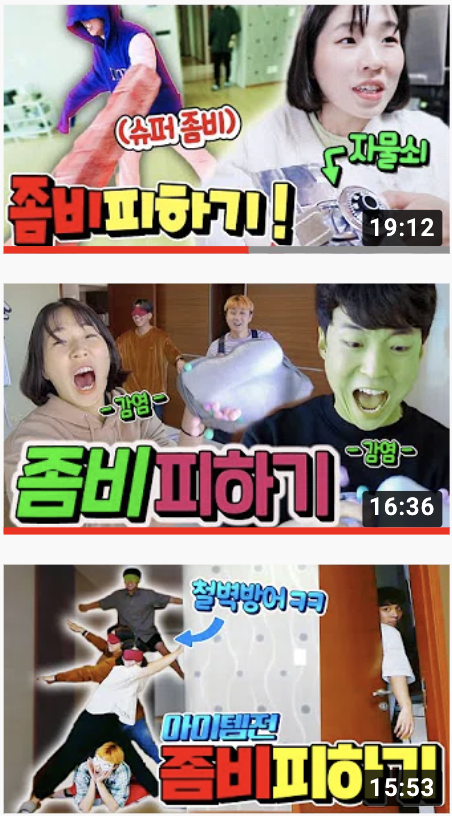 (슈퍼 좀비)
자물쇠
좀비피하기!
19:12
-감염-
-감염-
좀비피하기
16:36
철벽방어ㅋㅋ
아이템전
좀비피하기
15:53